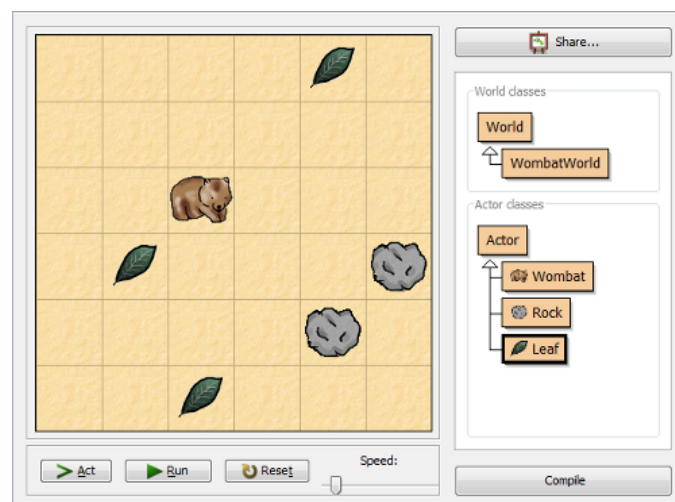 Share...
World classes
World
WombatWorld
Actor classes
Actor
Wombat
Rock
Leaf
> Act
Run
Reset
Speed:
Compile